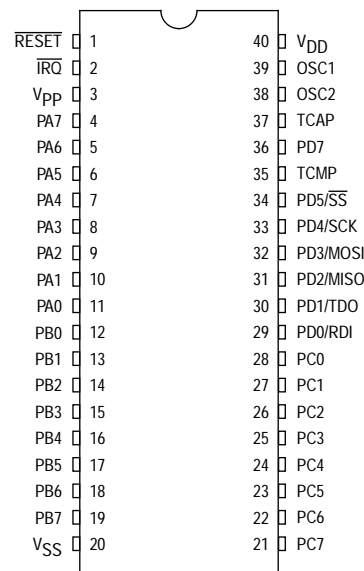 RESET 1 40 VDD
IRQ 2 39 OSC1
VPP 3 38 OSC2
PA7 4 37 TCAP
PA6 5 36 PD7
PA5 6 35 TCMP
PA4 7 34 PD5/SS
PA3 8 33 PD4/SCK
PA2 9 32 PD3/MOSI
PA1 10 31 PD2/MISO
PA0 11 30 PD1/TDO
PB0 12 29 PD0/RDI
PB1 13 28 PC0
PB2 14 27 PC1
PB3 15 26 PC2
PB4 16 25 PC3
PB5 17 24 PC4
PB6 18 23 PC5
PB7 19 22 PC6
VSS 20 21 PC7